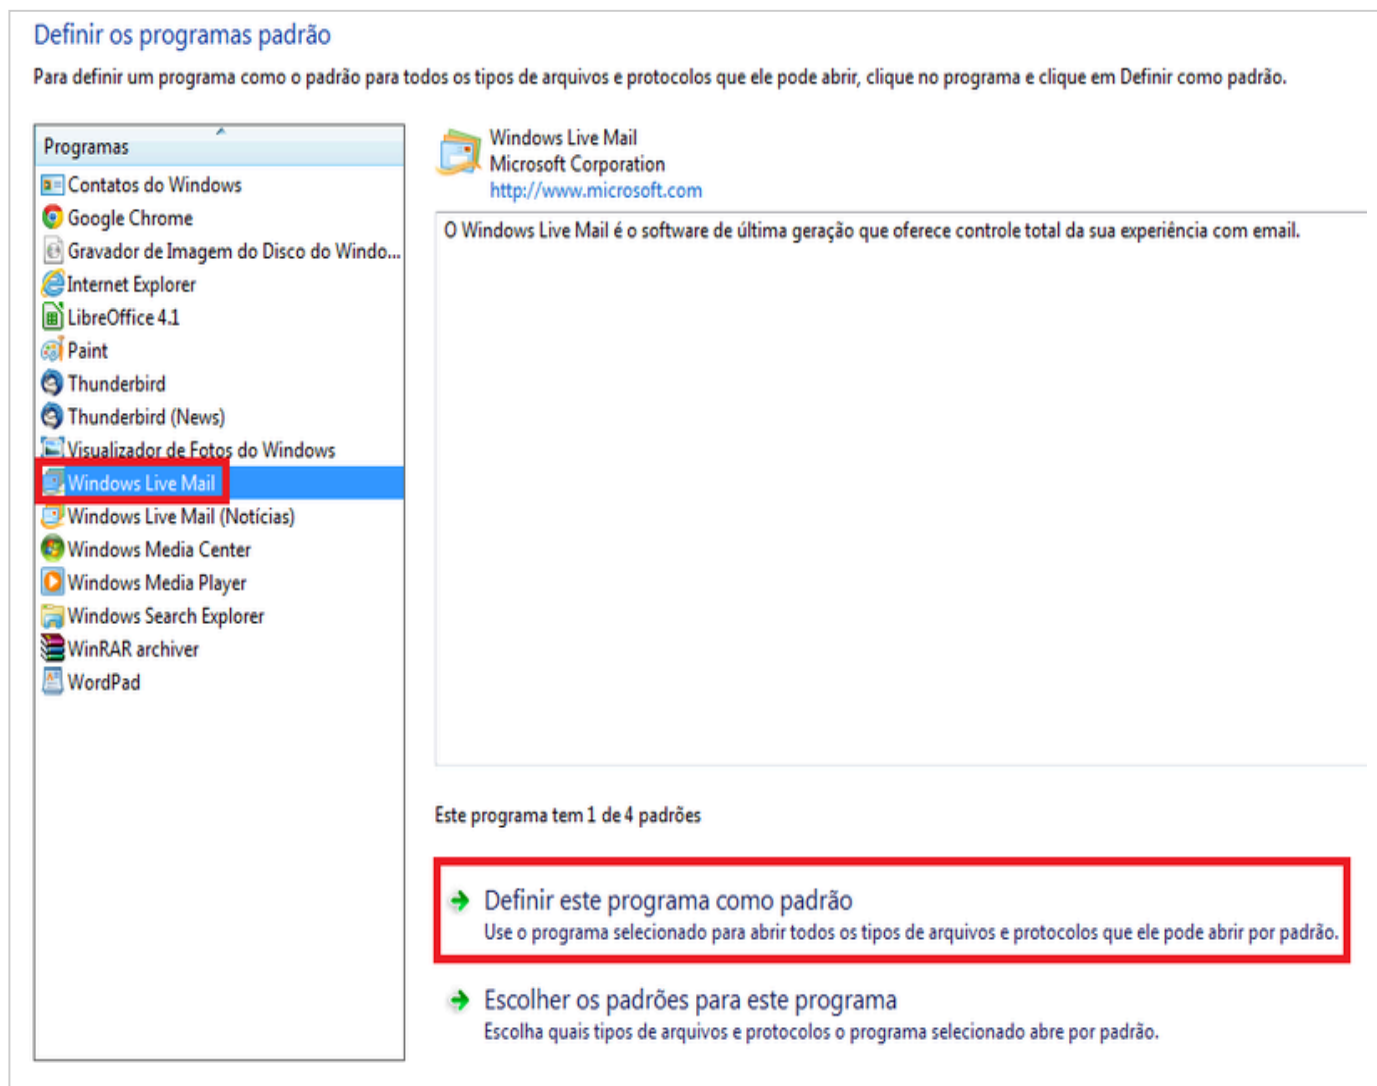 Definir os programas padrão
Para definir um programa como o padrão para todos os tipos de arquivos e protocolos que ele pode abrir, clique no programa e clique em Definir como padrão.
Programas
Contatos do Windows
Google Chrome
Gravador de Imagem do Disco do Windo...
Internet Explorer
LibreOffice 4.1
Paint
Thunderbird
Thunderbird (News)
Visualizador de Fotos do Windows
Windows Live Mail
Windows Live Mail (Notícias)
Windows Media Center
Windows Media Player
Windows Search Explorer
WinRAR archiver
WordPad
Windows Live Mail
Microsoft Corporation
http://www.microsoft.com
O Windows Live Mail é o software de última geração que oferece controle total da sua experiência com email.
Este programa tem 1 de 4 padrões
Definir este programa como padrão
Use o programa selecionado para abrir todos os tipos de arquivos e protocolos que ele pode abrir por padrão.
Escolher os padrões para este programa
Escolha quais tipos de arquivos e protocolos o programa selecionado abre por padrão.